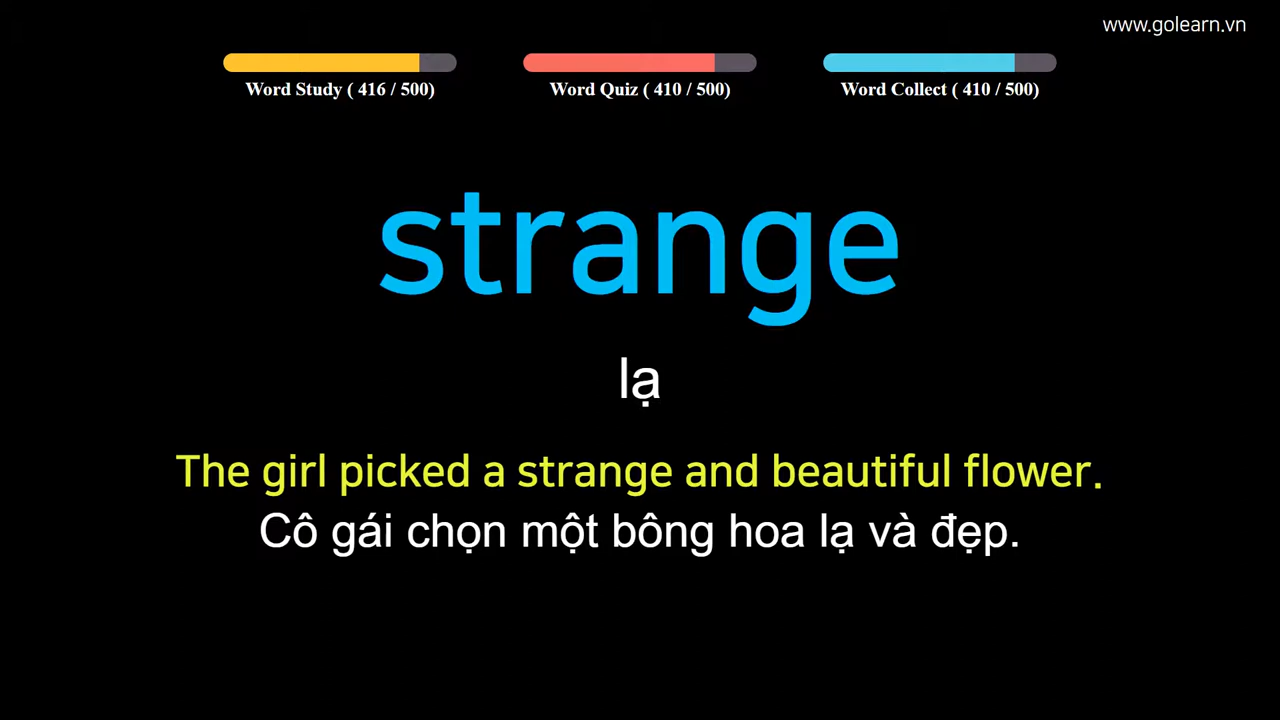 www.golearn.vn
Word Study ( 416 / 500)
Word Quiz ( 410 / 500)
Word Collect ( 410 / 500)
strange
lạ
The girl picked a strange and beautiful flower.
Cô gái chọn một bông hoa lạ và đẹp.